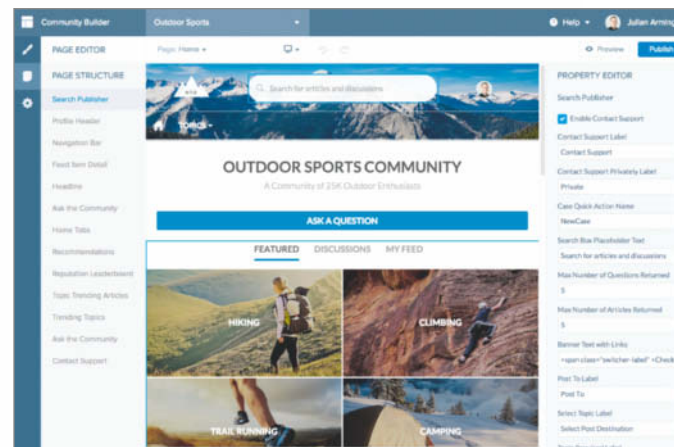 Community Builder
Outdoor Sports
Help
Julian Arming
PAGE EDITOR
Page: Home
Preview
Publish
PAGE STRUCTURE
Search Publisher
Profile Header
Navigation Bar
Feed Item Detail
Headline
Ask the Community
Home Tabs
Recommendations
Reputation Leaderboard
Topic Trending Articles
Trending Topics
Ask the Community
Contact Support
Search for articles and discussions
TOPICS
OUTDOOR SPORTS COMMUNITY
A Community of 25K Outdoor Enthusiasts
ASK A QUESTION
FEATURED DISCUSSIONS MY FEED
HIKING
CLIMBING
TRAIL RUNNING
CAMPING
PROPERTY EDITOR
Search Publisher
Enable Contact Support
Contact Support Label
Contact Support
Contact Support Privately Label
Private
Case Quick Action Name
NewCase
Search Box Placeholder Text
Search for articles and discussions
Max Number of Questions Returned
5
Max Number of Articles Returned
5
Banner Text with Links
<span class="switcher-label" >Check
Post To Label
Post To
Select Topic Label
Select Post Destination